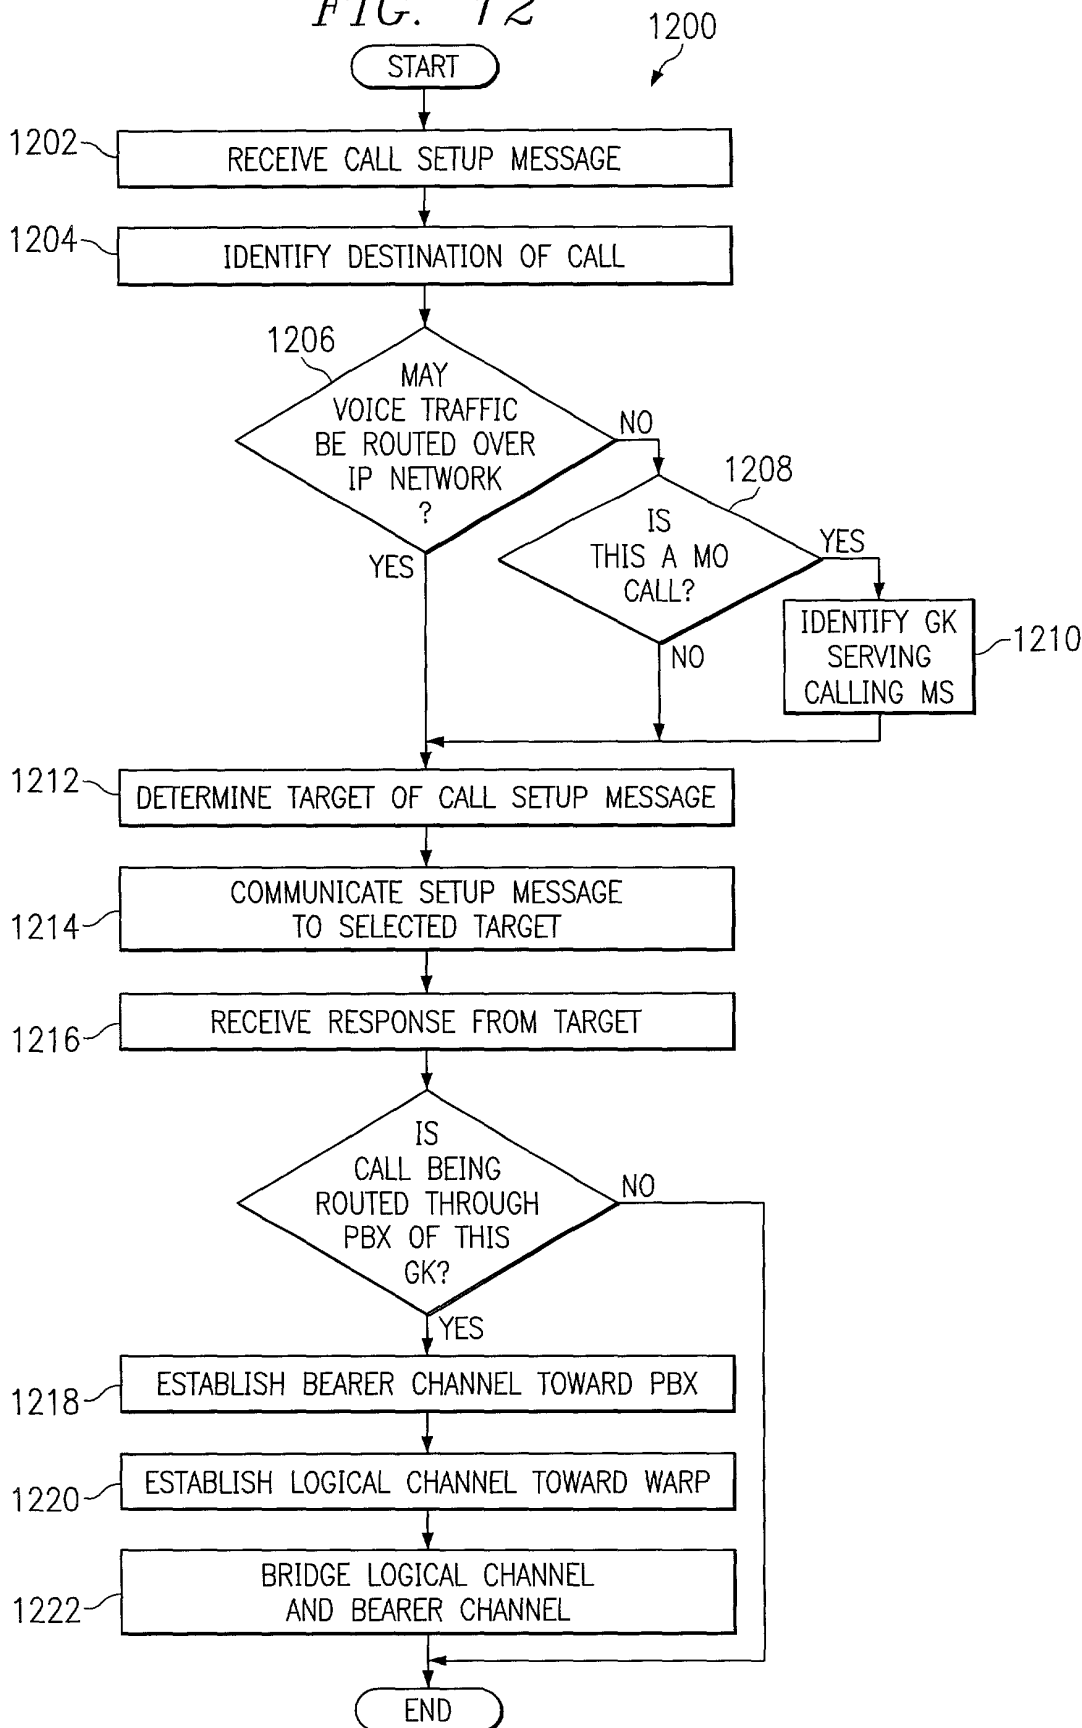 FIG. 12
1200
START
1202
RECEIVE CALL SETUP MESSAGE
1204
IDENTIFY DESTINATION OF CALL
1206
MAY
VOICE TRAFFIC
BE ROUTED OVER
IP NETWORK
?
NO
YES
1208
IS
THIS A MO
CALL?
YES
NO
IDENTIFY GK
SERVING
CALLING MS
1210
1212
DETERMINE TARGET OF CALL SETUP MESSAGE
1214
COMMUNICATE SETUP MESSAGE
TO SELECTED TARGET
1216
RECEIVE RESPONSE FROM TARGET
IS
CALL BEING
ROUTED THROUGH
PBX OF THIS
GK?
NO
YES
1218
ESTABLISH BEARER CHANNEL TOWARD PBX
1220
ESTABLISH LOGICAL CHANNEL TOWARD WARP
1222
BRIDGE LOGICAL CHANNEL
AND BEARER CHANNEL
END